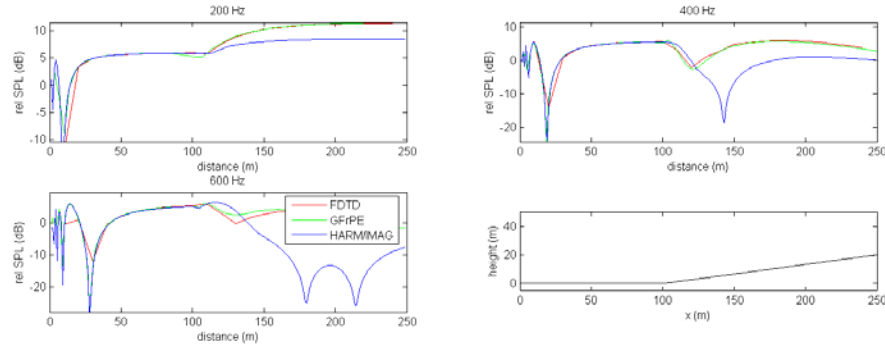 200 Hz
10
5
0
-5
-10
rel SPL (dB)
0 50 100 150 200 250
distance (m)
400 Hz
0
-10
-20
rel SPL (dB)
0 50 100 150 200 250
distance (m)
600 Hz
0
-10
-20
rel SPL (dB)
0 50 100 150 200 250
distance (m)
FDTD
GFrPE
HARM/IMAG
40
20
0
height (m)
0 50 100 150 200 250
x (m)